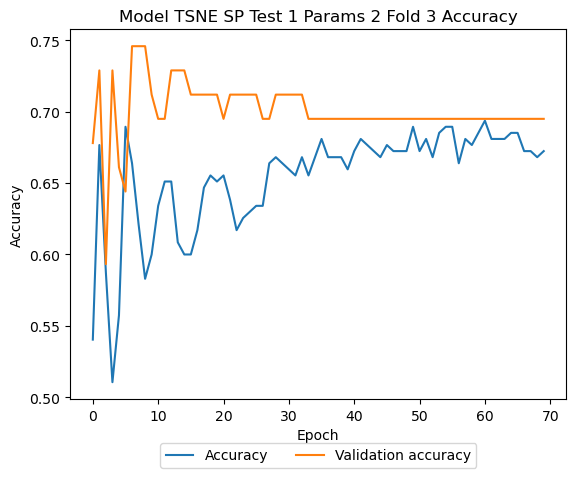 Model TSNE SP Test 1 Params 2 Fold 3 Accuracy
0.75
0.70
0.65
0.60
0.55
0.50
Accuracy
0 10 20 30 40 50 60 70
Epoch
Accuracy Validation accuracy